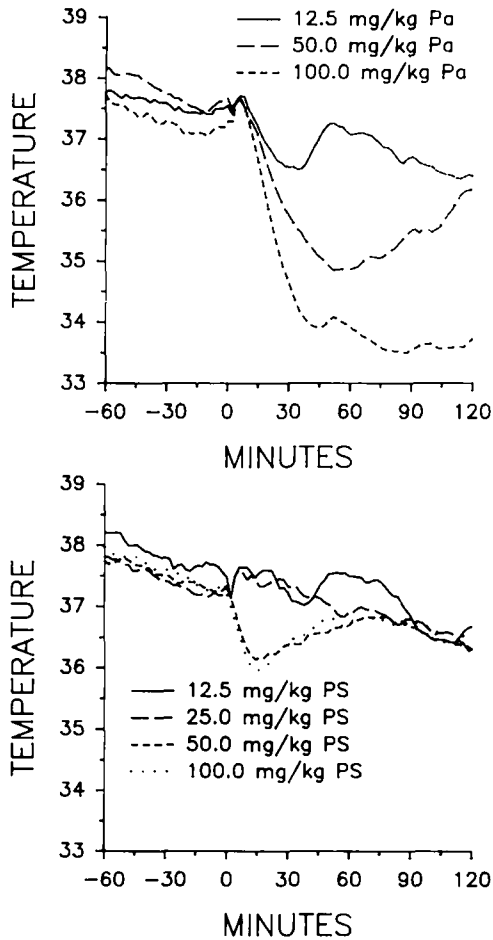 12.5 mg/kg Pa
50.0 mg/kg Pa
100.0 mg/kg Pa
TEMPERATURE
39
38
37
36
35
34
33
-60 -30 0 30 60 90 120
MINUTES
TEMPERATURE
39
38
37
36
35
34
33
12.5 mg/kg PS
25.0 mg/kg PS
50.0 mg/kg PS
100.0 mg/kg PS
-60 -30 0 30 60 90 120
MINUTES